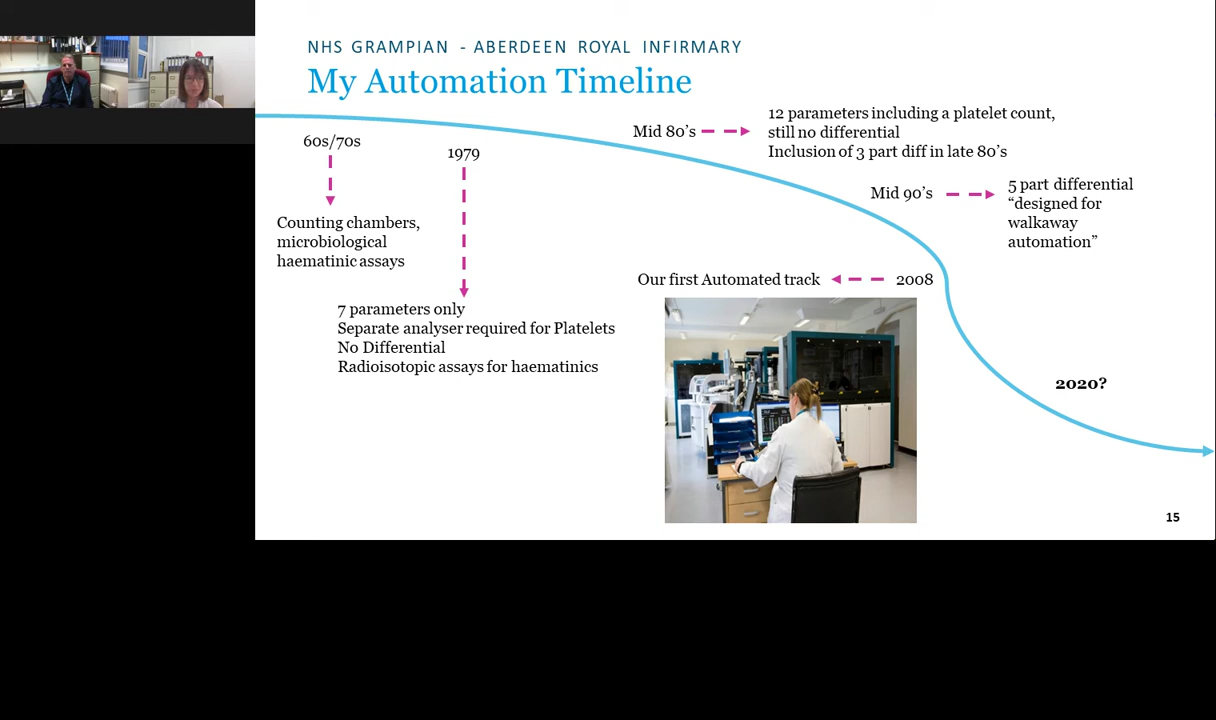 NHS GRAMPIAN - ABERDEEN ROYAL INFIRMARY
My Automation Timeline
60s/70s
Counting chambers,
microbiological
haematinic assays
1979
7 parameters only
Separate analyser required for Platelets
No Differential
Radioisotopic assays for haematinics
Mid 80's
12 parameters including a platelet count,
still no differential
Inclusion of 3 part diff in late 80's
Mid 90's
5 part differential
“designed for
walkaway
automation”
Our first Automated track
2008
2020?
15